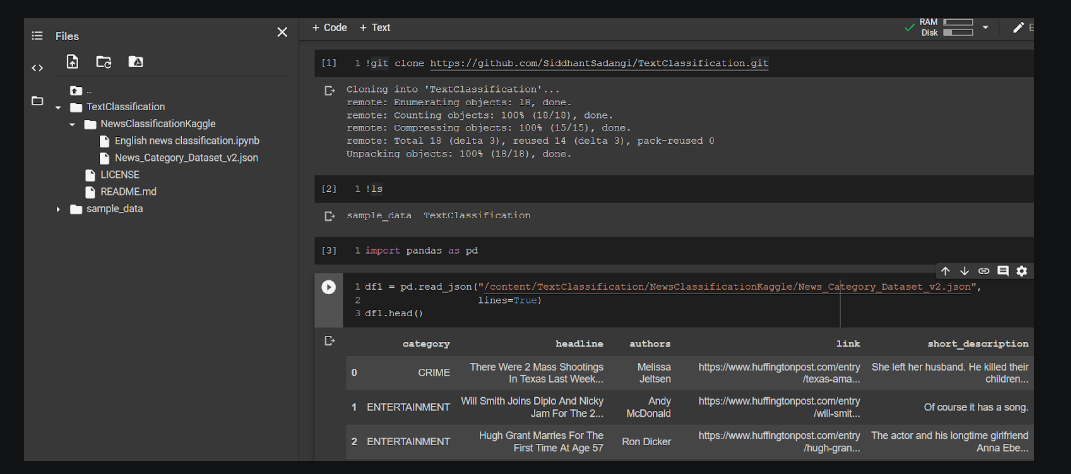 Files
..
TextClassification
NewsClassificationKaggle
English news classification.ipynb
News_Category_Dataset_v2.json
LICENSE
README.md
sample_data
+ Code + Text
RAM
Disk
[1] 1 !git clone https://github.com/SiddhantSadangi/TextClassification.git
Cloning into 'TextClassification'...
remote: Enumerating objects: 18, done.
remote: Counting objects: 100% (18/18), done.
remote: Compressing objects: 100% (15/15), done.
remote: Total 18 (delta 3), reused 14 (delta 3), pack-reused 0
Unpacking objects: 100% (18/18), done.
[2] 1 !ls
sample_data TextClassification
[3] 1 import pandas as pd
1 df1 = pd.read_json("/content/TextClassification/NewsClassificationKaggle/News_Category_Dataset_v2.json",
2 lines=True)
3 df1.head()
category headline authors link short_description
0 CRIME There Were 2 Mass Shootings Melissa https://www.huffingtonpost.com/entry She left her husband. He killed their
In Texas Last Week... Jeltsen /texas-ama... children...
1 ENTERTAINMENT Will Smith Joins Diplo And Nicky Andy https://www.huffingtonpost.com/entry Of course it has a song.
Jam For The 2... McDonald /will-smit...
2 ENTERTAINMENT Hugh Grant Marries For The Ron Dicker https://www.huffingtonpost.com/entry The actor and his longtime girlfriend
First Time At Age 57 /hugh-gran... Anna Ebe...